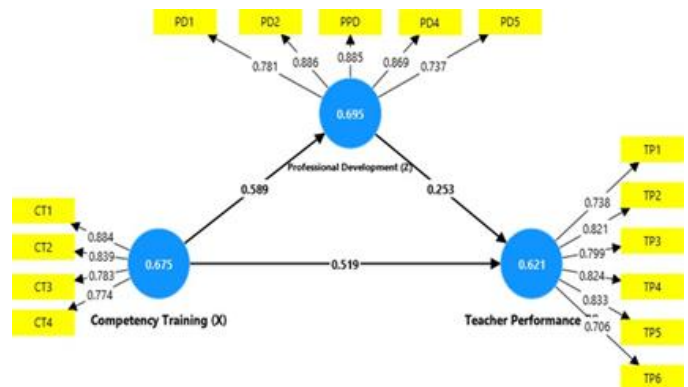 PD1 PD2 PPD PD4 PD5
0.781 0.886 0.885 0.869 0.737
0.695
Professional Development (Z)
0.589 0.253
TP1
TP2
TP3
TP4
TP5
TP6
0.738
0.821
0.799
0.824
0.833
0.706
CT1
CT2
CT3
CT4
0.884
0.839
0.783
0.774
0.675
0.519
0.621
Competency Training (X)
Teacher Performance